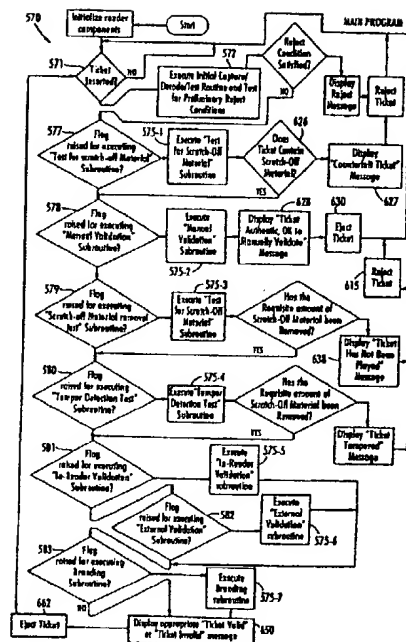 570
Initialize reader
components
Start
MAIN PROGRAM
571
Ticket
Inserted?
NO
572
Execute Initial Capture/
Decode/Test Routine and Test
for Preliminary Reject
Conditions
Reject
Condition
Satisfied?
NO
Display
Reject
Message
Reject
Ticket
577
Flag
raised for executing
"Test for scratch-off Material"
Subroutine?
575-1
Execute "Test
for Scratch-Off
Material"
Subroutine
626
Does
Ticket Contain
Scratch-Off
Material?
YES
Display
"Counterfeit Ticket"
Message
627
578
Flag
raised for executing
"Manual Validation"
Subroutine?
Execute
"Manual
Validation"
Subroutine
575-2
628
Display "Ticket
Authentic, OK to
Manually Validate"
Message
630
Eject
Ticket
615
Reject
Ticket
579
Flag
raised for executing
"Scratch-off Material removal
Test" Subroutine?
575-3
Execute "Test
for Scratch-Off
Material"
Subroutine
Has the
Requisite amount of
Scratch-Off Material been
Removed?
YES
638
Display "Ticket
Has Not Been
Played" Message
580
Flag
raised for executing
"Tamper Detection Test"
Subroutine?
575-4
Execute "Tamper
Detection Test"
Subroutine
Has the
Requisite amount of
Scratch-Off Material been
Removed?
YES
Display "Ticket
Tampered"
Message
581
Flag
raised for executing
"In-Reader Validation"
Subroutine?
575-5
Execute
"In-Reader
Validation"
subroutine
582
Flag
raised for executing
"External Validation"
Subroutine?
Execute
"External
Validation"
subroutine
575-6
583
Flag
raised for executing
Branding
Subroutine?
NO
Execute
Branding
subroutine
575-7
662
Eject Ticket
Display appropriate "Ticket Valid"
or "Ticket Invalid" message
650